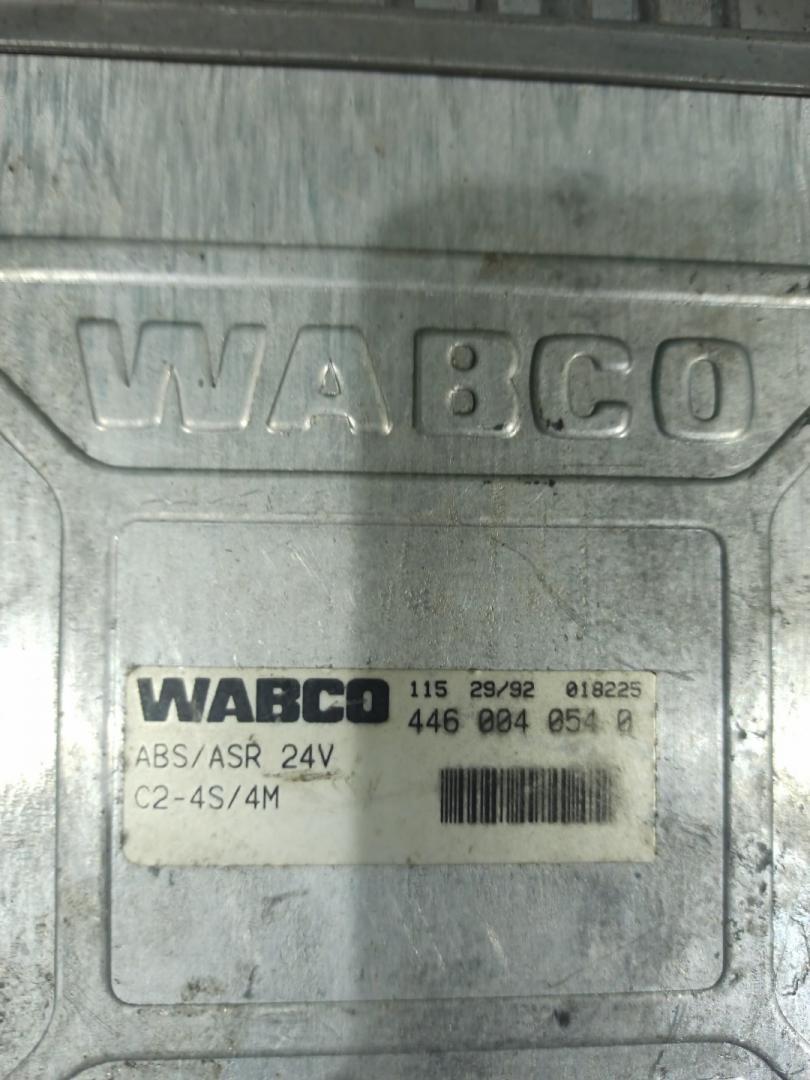 WABCO
WABCO 115 29/92 018225
446 004 054 0
ABS/ASR 24V
C2-4S/4M